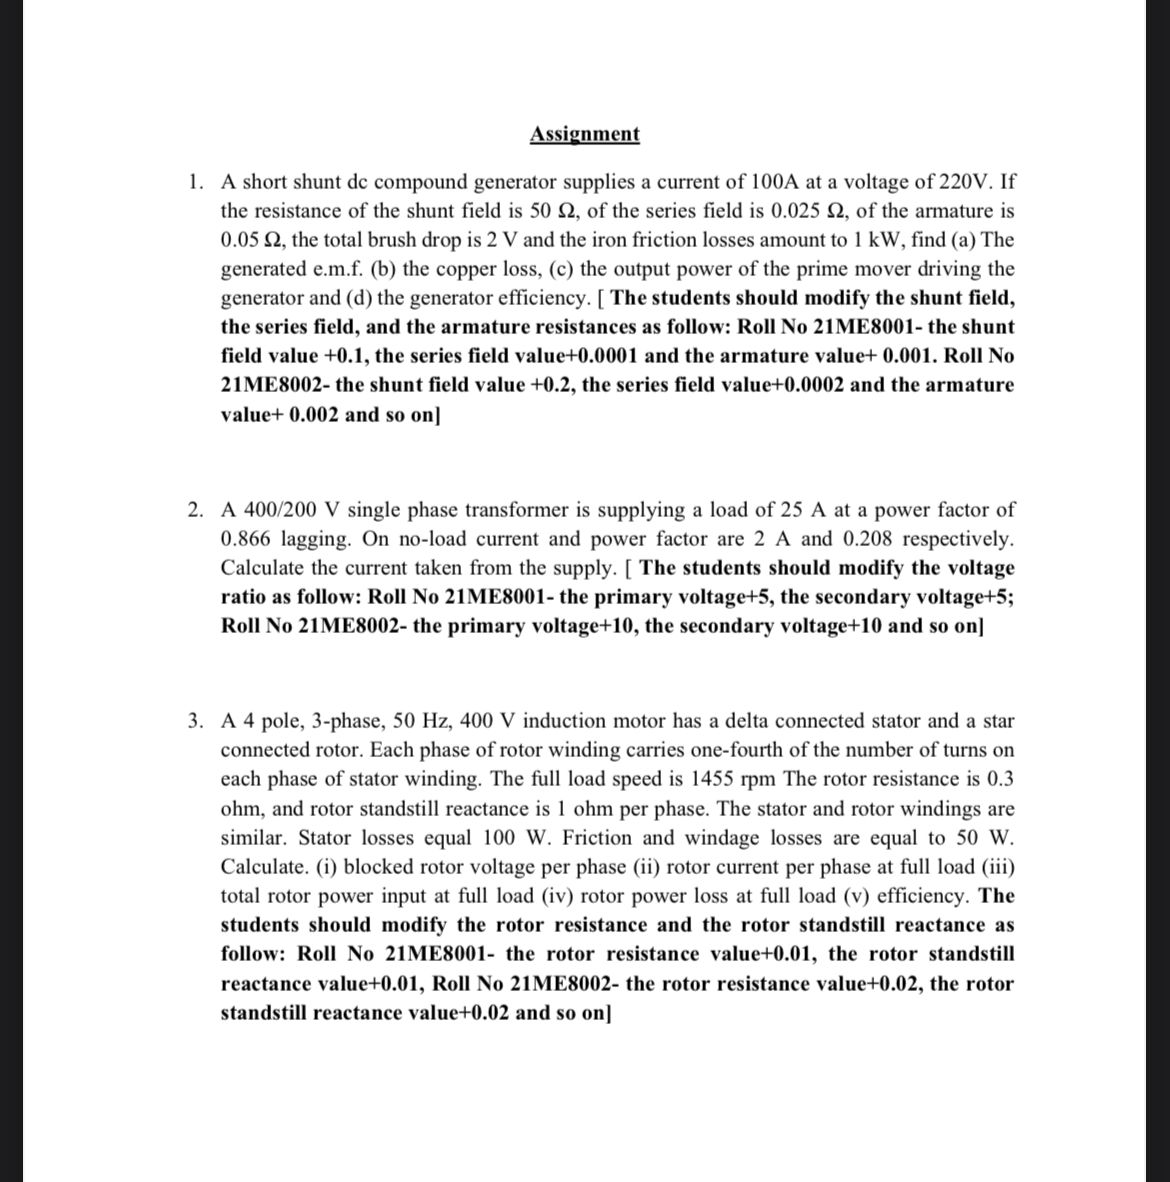 Assignment
1. A short shunt dc compound generator supplies a current of 100A at a voltage of 220V. If
the resistance of the shunt field is 50 Ω, of the series field is 0.025 Ω, of the armature is
0.05 Ω, the total brush drop is 2 V and the iron friction losses amount to 1 kW, find (a) The
generated e.m.f. (b) the copper loss, (c) the output power of the prime mover driving the
generator and (d) the generator efficiency. [ The students should modify the shunt field,
the series field, and the armature resistances as follow: Roll No 21ME8001- the shunt
field value +0.1, the series field value+0.0001 and the armature value+ 0.001. Roll No
21ME8002- the shunt field value +0.2, the series field value+0.0002 and the armature
value+ 0.002 and so on]
2. A 400/200 V single phase transformer is supplying a load of 25 A at a power factor of
0.866 lagging. On no-load current and power factor are 2 A and 0.208 respectively.
Calculate the current taken from the supply. [ The students should modify the voltage
ratio as follow: Roll No 21ME8001- the primary voltage+5, the secondary voltage+5;
Roll No 21ME8002- the primary voltage+10, the secondary voltage+10 and so on]
3. A 4 pole, 3-phase, 50 Hz, 400 V induction motor has a delta connected stator and a star
connected rotor. Each phase of rotor winding carries one-fourth of the number of turns on
each phase of stator winding. The full load speed is 1455 rpm The rotor resistance is 0.3
ohm, and rotor standstill reactance is 1 ohm per phase. The stator and rotor windings are
similar. Stator losses equal 100 W. Friction and windage losses are equal to 50 W.
Calculate. (i) blocked rotor voltage per phase (ii) rotor current per phase at full load (iii)
total rotor power input at full load (iv) rotor power loss at full load (v) efficiency. The
students should modify the rotor resistance and the rotor standstill reactance as
follow: Roll No 21ME8001- the rotor resistance value+0.01, the rotor standstill
reactance value+0.01, Roll No 21ME8002- the rotor resistance value+0.02, the rotor
standstill reactance value+0.02 and so on]